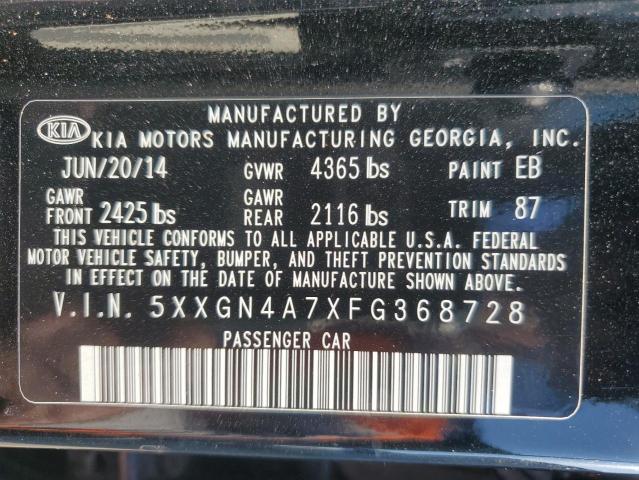 MANUFACTURED BY
KIA KIA MOTORS MANUFACTURING GEORGIA, INC.
JUN/20/14 GVWR 4365 lbs PAINT EB
GAWR FRONT 2425 lbs GAWR REAR 2116 lbs TRIM 87
THIS VEHICLE CONFORMS TO ALL APPLICABLE U.S.A. FEDERAL
MOTOR VEHICLE SAFETY, BUMPER, AND THEFT PREVENTION STANDARDS
IN EFFECT ON THE DATE OF MANUFACTURE SHOWN ABOVE.
V.I.N. 5XXGN4A7XFG368728
PASSENGER CAR